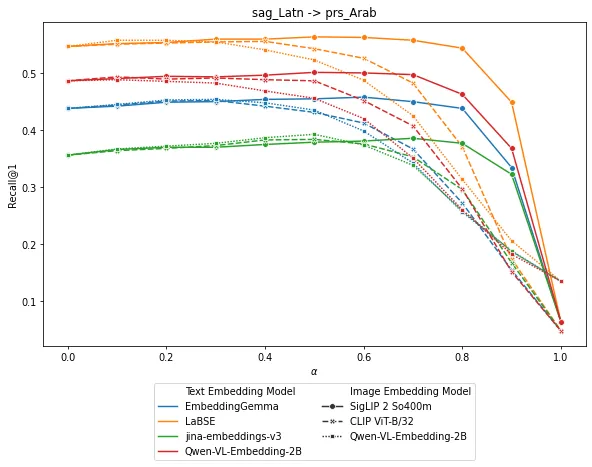 sag_Latn -> prs_Arab
Recall@1
0.5
0.4
0.3
0.2
0.1
0.0 0.2 0.4 0.6 0.8 1.0
α
Text Embedding Model
EmbeddingGemma
LaBSE
jina-embeddings-v3
Qwen-VL-Embedding-2B
Image Embedding Model
SigLIP 2 So400m
CLIP ViT-B/32
Qwen-VL-Embedding-2B